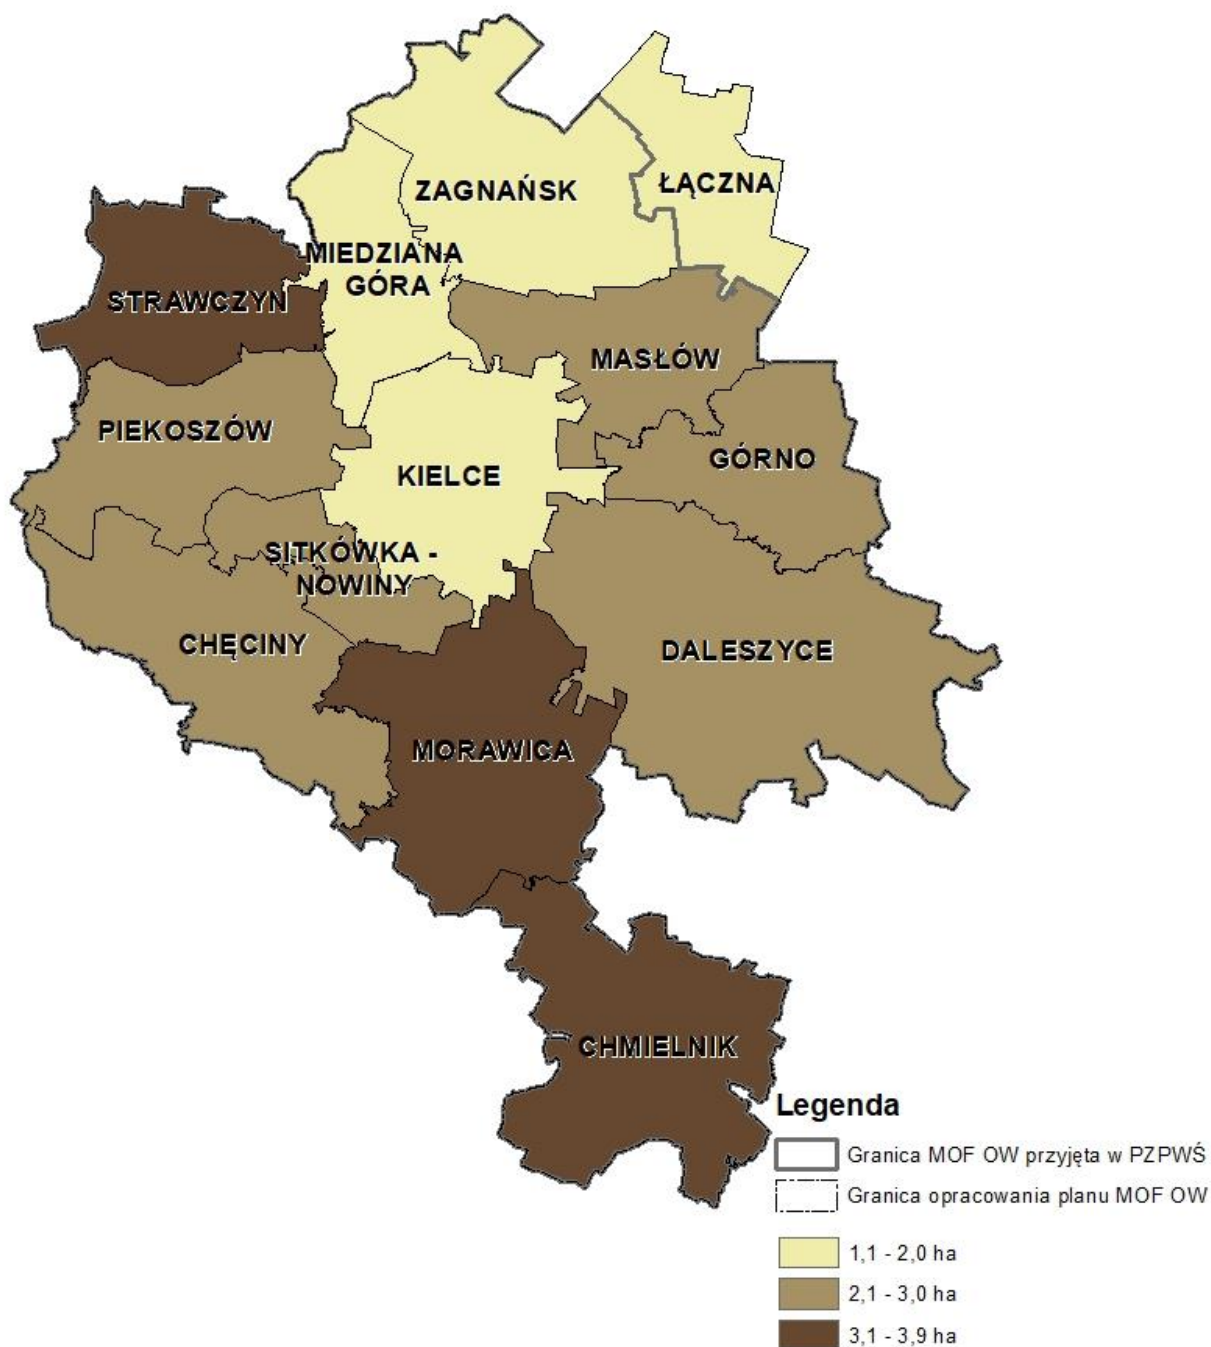 ZAGNAŃSK
ŁĄCZNA
MIEDZIANA
GÓRA
STRAWCZYN
MASŁÓW
PIEKOSZÓW
GÓRNO
KIELCE
SITKÓWKA -
NOWINY
CHĘCINY
DALESZYCE
MORAWICA
CHMIELNIK
Legenda
Granica MOF OW przyjęta w PZPWŚ
Granica opracowania planu MOF OW
1,1 - 2,0 ha
2,1 - 3,0 ha
3,1 - 3,9 ha